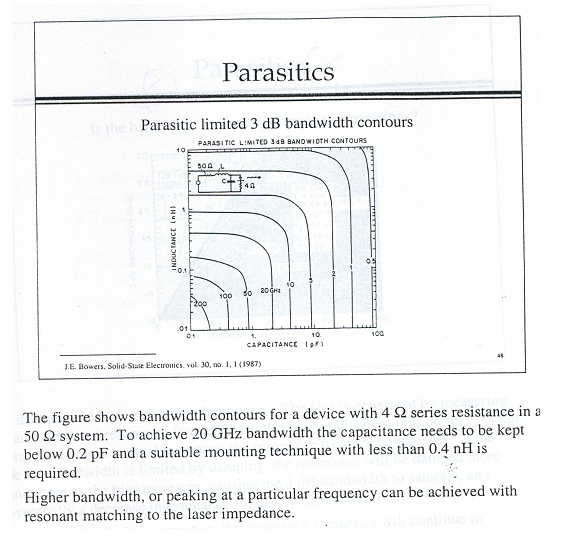 Parasitics
Parasitic limited 3 dB bandwidth contours
PARASITIC LIMITED 3dB BANDWIDTH CONTOURS
10
50Ω L
C
4Ω
1
INDUCTANCE (nH)
0.1
.01
200
100
50
20GHz
10
5
2
1
0.5
0.1
1.
10.
100
CAPACITANCE (pF)
J.E. Bowers, Solid-State Electronics, vol. 30, no. 1, 1 (1987)
48
The figure shows bandwidth contours for a device with 4 Ω series resistance in a
50 Ω system. To achieve 20 GHz bandwidth the capacitance needs to be kept
below 0.2 pF and a suitable mounting technique with less than 0.4 nH is
required.
Higher bandwidth, or peaking at a particular frequency can be achieved with
resonant matching to the laser impedance.